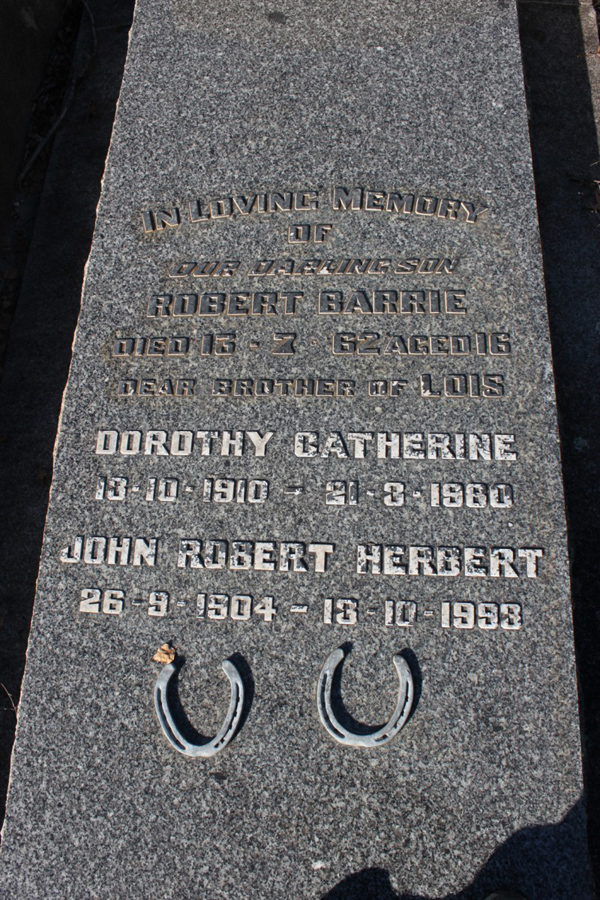 IN LOVING MEMORY
OF
OUR DARLING SON
ROBERT BARRIE
DIED 13 - 7 - 62 AGED 16
DEAR BROTHER OF LOIS
DOROTHY CATHERINE
13-10-1910 - 21-8-1980
JOHN ROBERT HERBERT
26-9-1904 - 13-10-1993